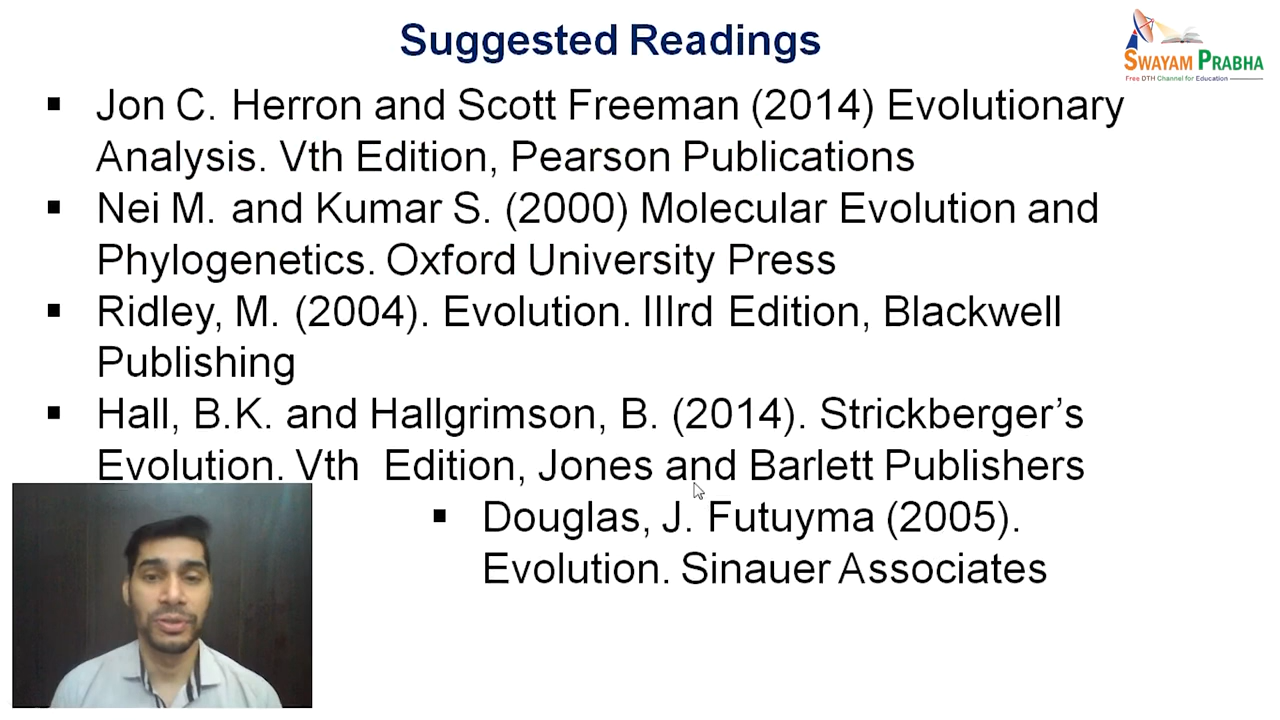 Suggested Readings
SWAYAM PRABHA
Free DTH Channel for Education
▪ Jon C. Herron and Scott Freeman (2014) Evolutionary
Analysis. Vth Edition, Pearson Publications
▪ Nei M. and Kumar S. (2000) Molecular Evolution and
Phylogenetics. Oxford University Press
▪ Ridley, M. (2004). Evolution. IIIrd Edition, Blackwell
Publishing
▪ Hall, B.K. and Hallgrimson, B. (2014). Strickberger’s
Evolution. Vth Edition, Jones and Barlett Publishers
▪ Douglas, J. Futuyma (2005).
Evolution. Sinauer Associates